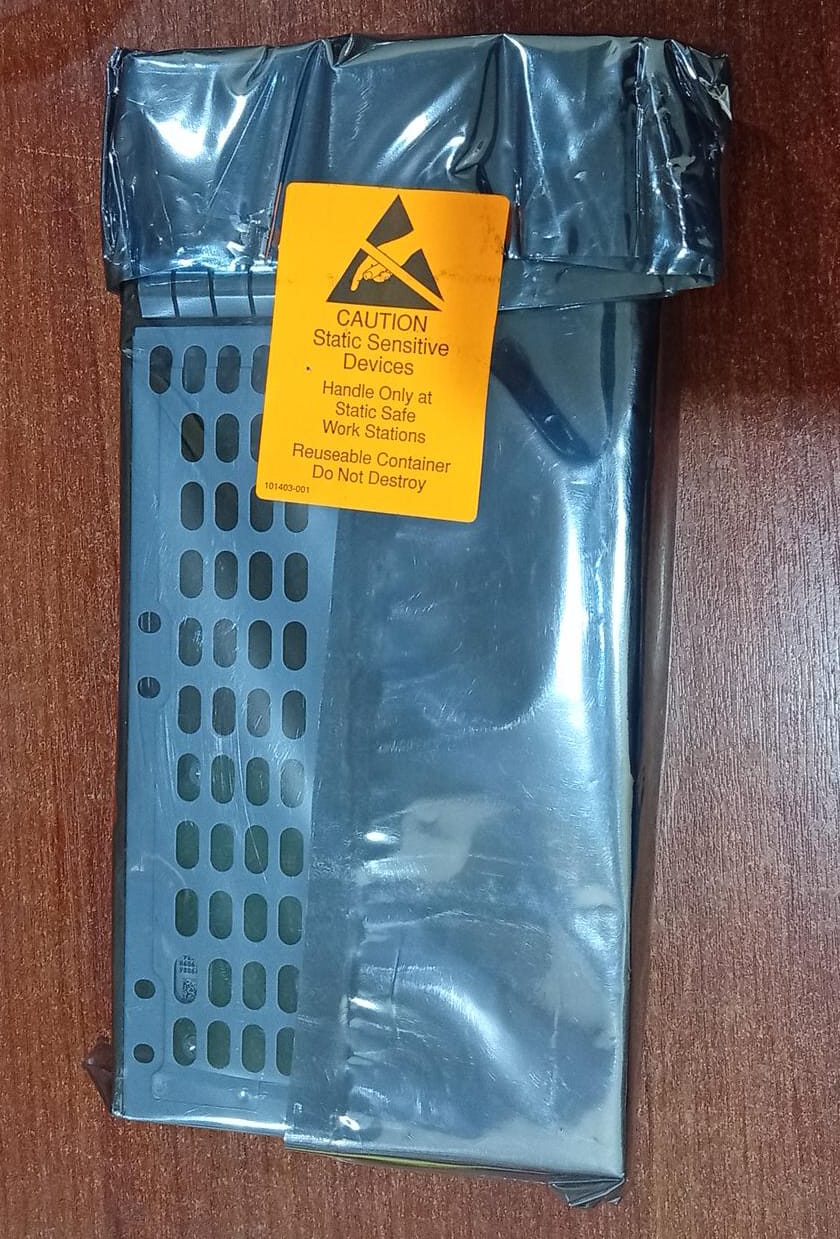 CAUTION
Static Sensitive
Devices
Handle Only at
Static Safe
Work Stations
Reuseable Container
Do Not Destroy
101403-001